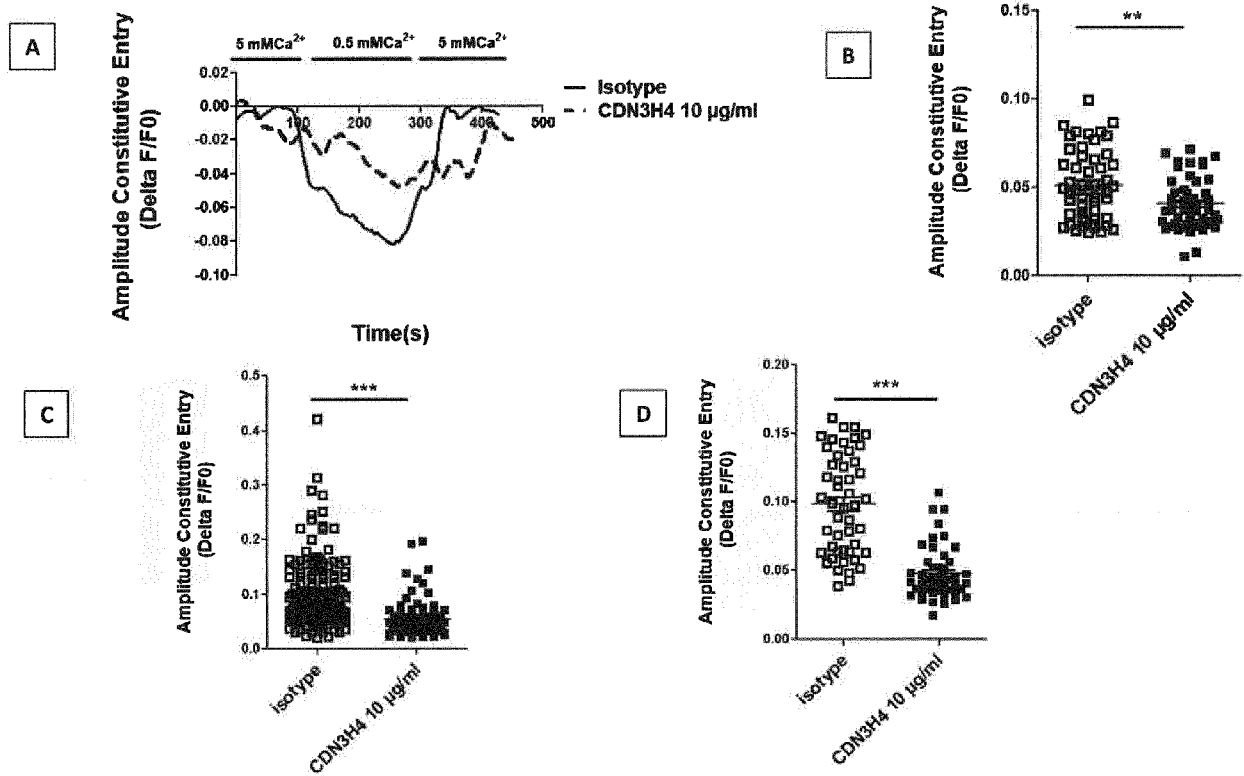 A
5 mMCa2+ 0.5 mMCa2+ 5 mMCa2+
Amplitude Constitutive Entry
(Delta F/F0)
0.02
0.00
-0.02
-0.04
-0.06
-0.08
-0.10
100 200 300 400 500
Time(s)
Isotype
CDN3H4 10 µg/ml
B
**
Amplitude Constitutive Entry
(Delta F/F0)
0.15
0.10
0.05
0.00
isotype
CDN3H4 10 µg/ml
C
***
Amplitude Constitutive Entry
(Delta F/F0)
0.5
0.4
0.3
0.2
0.1
0.0
isotype
CDN3H4 10 µg/ml
D
***
Amplitude Constitutive Entry
(Delta F/F0)
0.20
0.15
0.10
0.05
0.00
isotype
CDN3H4 10 µg/ml